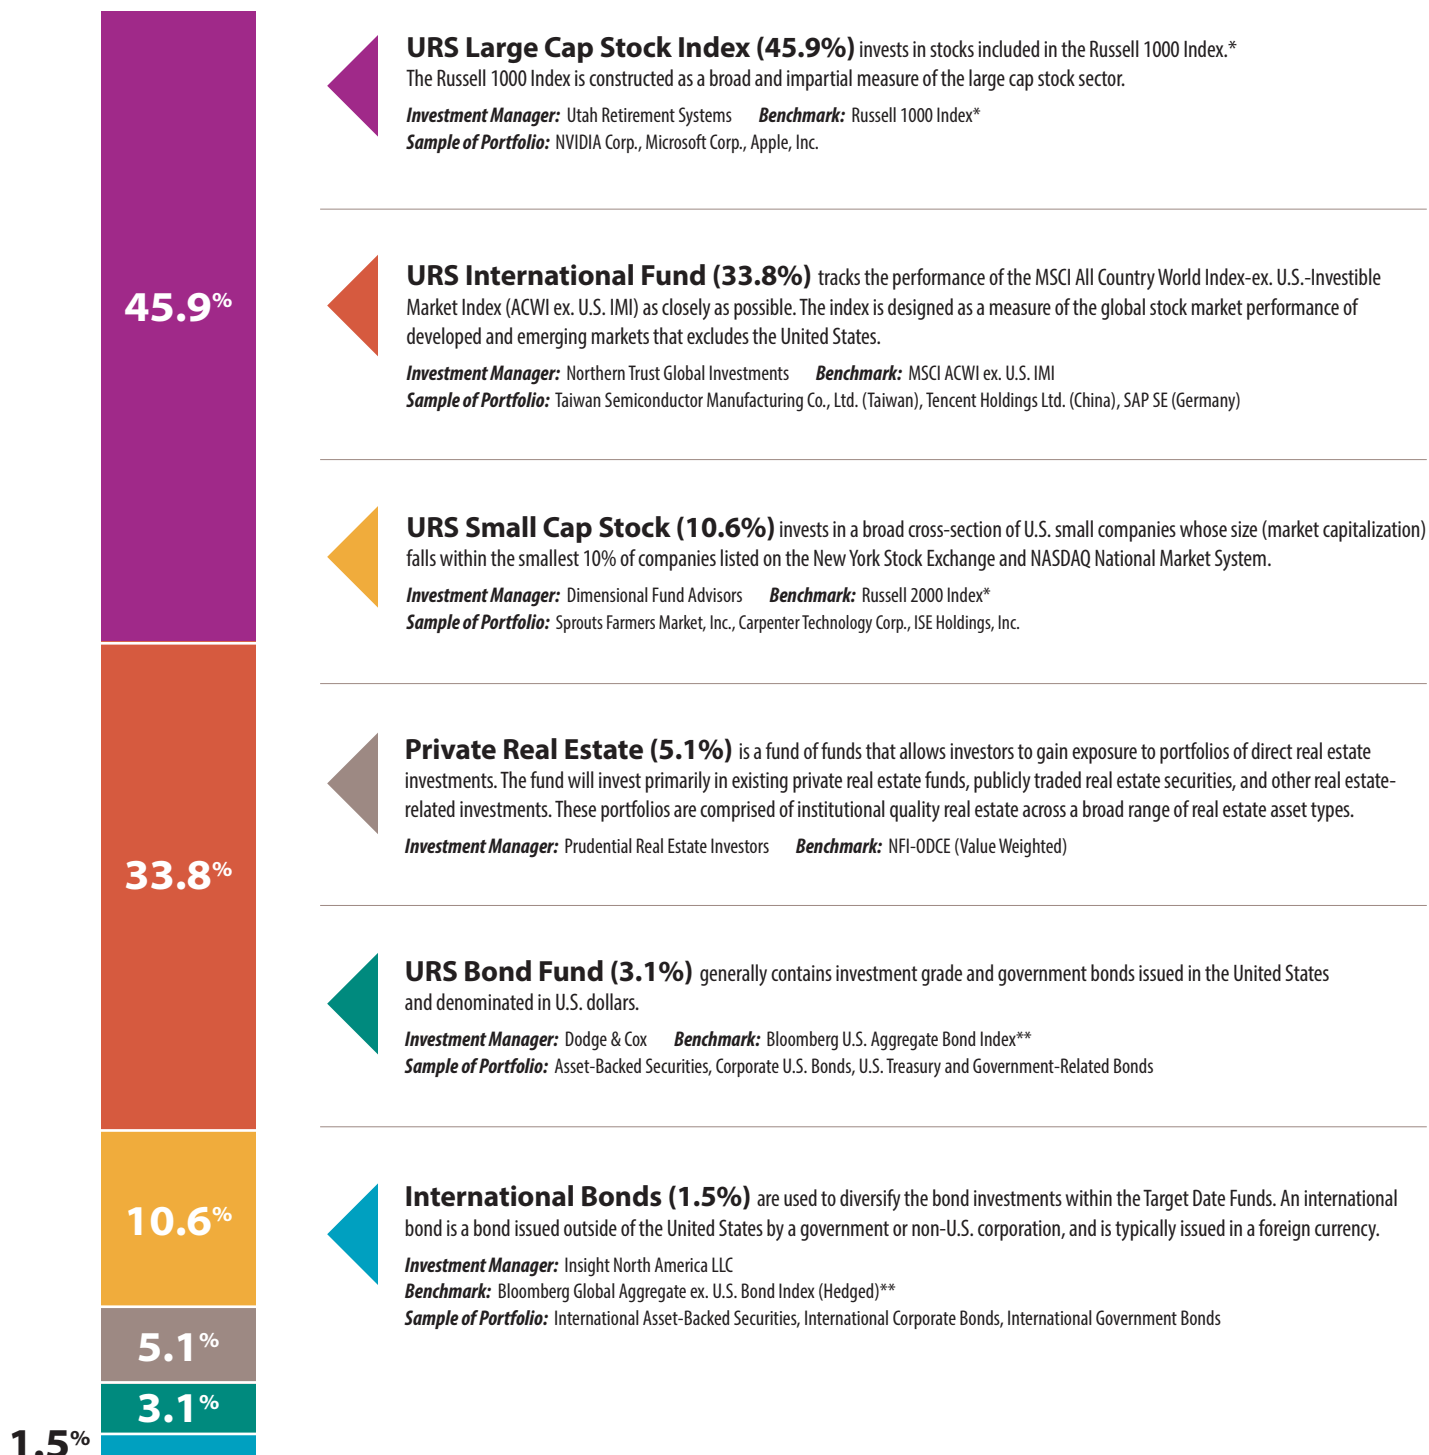 URS Large Cap Stock Index (45.9%) invests in stocks included in the Russell 1000 Index.*
The Russell 1000 Index is constructed as a broad and impartial measure of the large cap stock sector.
Investment Manager: Utah Retirement Systems Benchmark: Russell 1000 Index*
Sample of Portfolio: NVIDIA Corp., Microsoft Corp., Apple, Inc.
URS International Fund (33.8%) tracks the performance of the MSCI All Country World Index-ex. U.S.-Investible
Market Index (ACWI ex. U.S. IMI) as closely as possible. The index is designed as a measure of the global stock market performance of
developed and emerging markets that excludes the United States.
Investment Manager: Northern Trust Global Investments Benchmark: MSCI ACWI ex. U.S. IMI
Sample of Portfolio: Taiwan Semiconductor Manufacturing Co., Ltd. (Taiwan), Tencent Holdings Ltd. (China), SAP SE (Germany)
URS Small Cap Stock (10.6%) invests in a broad cross-section of U.S. small companies whose size (market capitalization)
falls within the smallest 10% of companies listed on the New York Stock Exchange and NASDAQ National Market System.
Investment Manager: Dimensional Fund Advisors Benchmark: Russell 2000 Index*
Sample of Portfolio: Sprouts Farmers Market, Inc., Carpenter Technology Corp., ISE Holdings, Inc.
Private Real Estate (5.1%) is a fund of funds that allows investors to gain exposure to portfolios of direct real estate
investments. The fund will invest primarily in existing private real estate funds, publicly traded real estate securities, and other real estate-
related investments. These portfolios are comprised of institutional quality real estate across a broad range of real estate asset types.
Investment Manager: Prudential Real Estate Investors Benchmark: NFI-ODCE (Value Weighted)
URS Bond Fund (3.1%) generally contains investment grade and government bonds issued in the United States
and denominated in U.S. dollars.
Investment Manager: Dodge & Cox Benchmark: Bloomberg U.S. Aggregate Bond Index**
Sample of Portfolio: Asset-Backed Securities, Corporate U.S. Bonds, U.S. Treasury and Government-Related Bonds
International Bonds (1.5%) are used to diversify the bond investments within the Target Date Funds. An international
bond is a bond issued outside of the United States by a government or non-U.S. corporation, and is typically issued in a foreign currency.
Investment Manager: Insight North America LLC
Benchmark: Bloomberg Global Aggregate ex. U.S. Bond Index (Hedged)**
Sample of Portfolio: International Asset-Backed Securities, International Corporate Bonds, International Government Bonds
45.9%
33.8%
10.6%
5.1%
3.1%
1.5%